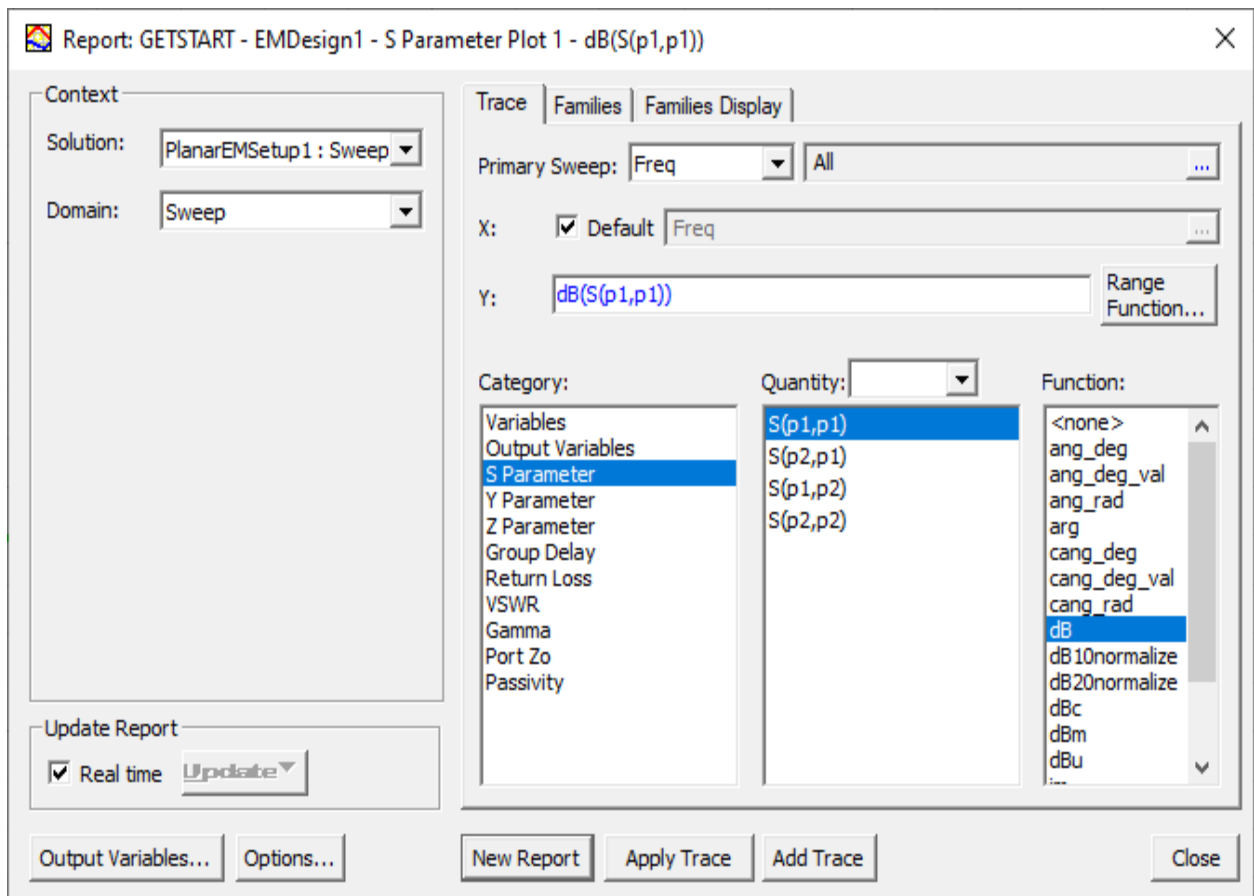 Report: GETSTART - EMDesign1 - S Parameter Plot 1 - dB(S(p1,p1))
Context
Solution: PlanarEMSetup1 : Sweep
Domain: Sweep
Update Report
Real time Update
Trace Families Families Display
Primary Sweep: Freq All ...
X: Default Freq ...
Y: dB(S(p1,p1)) Range
Function...
Category:
Variables
Output Variables
S Parameter
Y Parameter
Z Parameter
Group Delay
Return Loss
VSWR
Gamma
Port Zo
Passivity
Quantity:
S(p1,p1)
S(p2,p1)
S(p1,p2)
S(p2,p2)
Function:
<none>
ang_deg
ang_deg_val
ang_rad
arg
cang_deg
cang_deg_val
cang_rad
dB
dB10normalize
dB20normalize
dBc
dBm
dBu
Output Variables... Options... New Report Apply Trace Add Trace Close